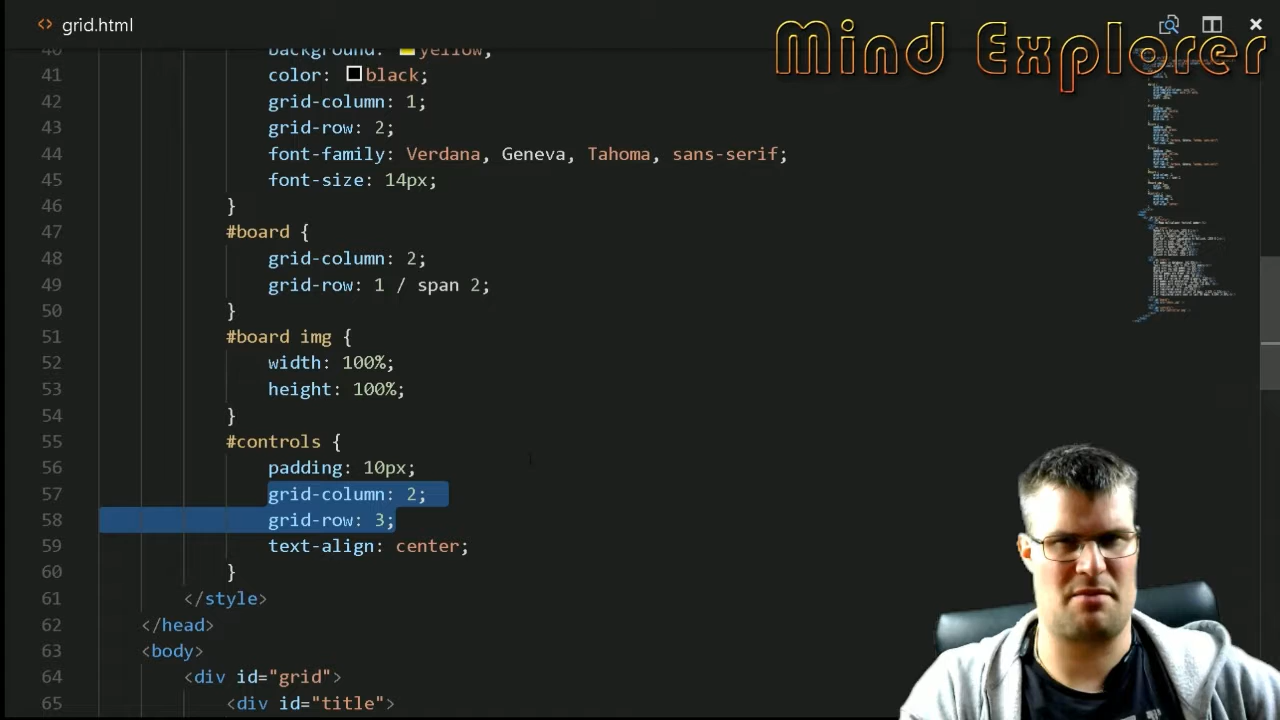 grid.html
Mind Explorer
40 background: yellow;
41 color: black;
42 grid-column: 1;
43 grid-row: 2;
44 font-family: Verdana, Geneva, Tahoma, sans-serif;
45 font-size: 14px;
46 }
47 #board {
48 grid-column: 2;
49 grid-row: 1 / span 2;
50 }
51 #board img {
52 width: 100%;
53 height: 100%;
54 }
55 #controls {
56 padding: 10px;
57 grid-column: 2;
58 grid-row: 3;
59 text-align: center;
60 }
61 </style>
62 </head>
63 <body>
64 <div id="grid">
65 <div id="title">